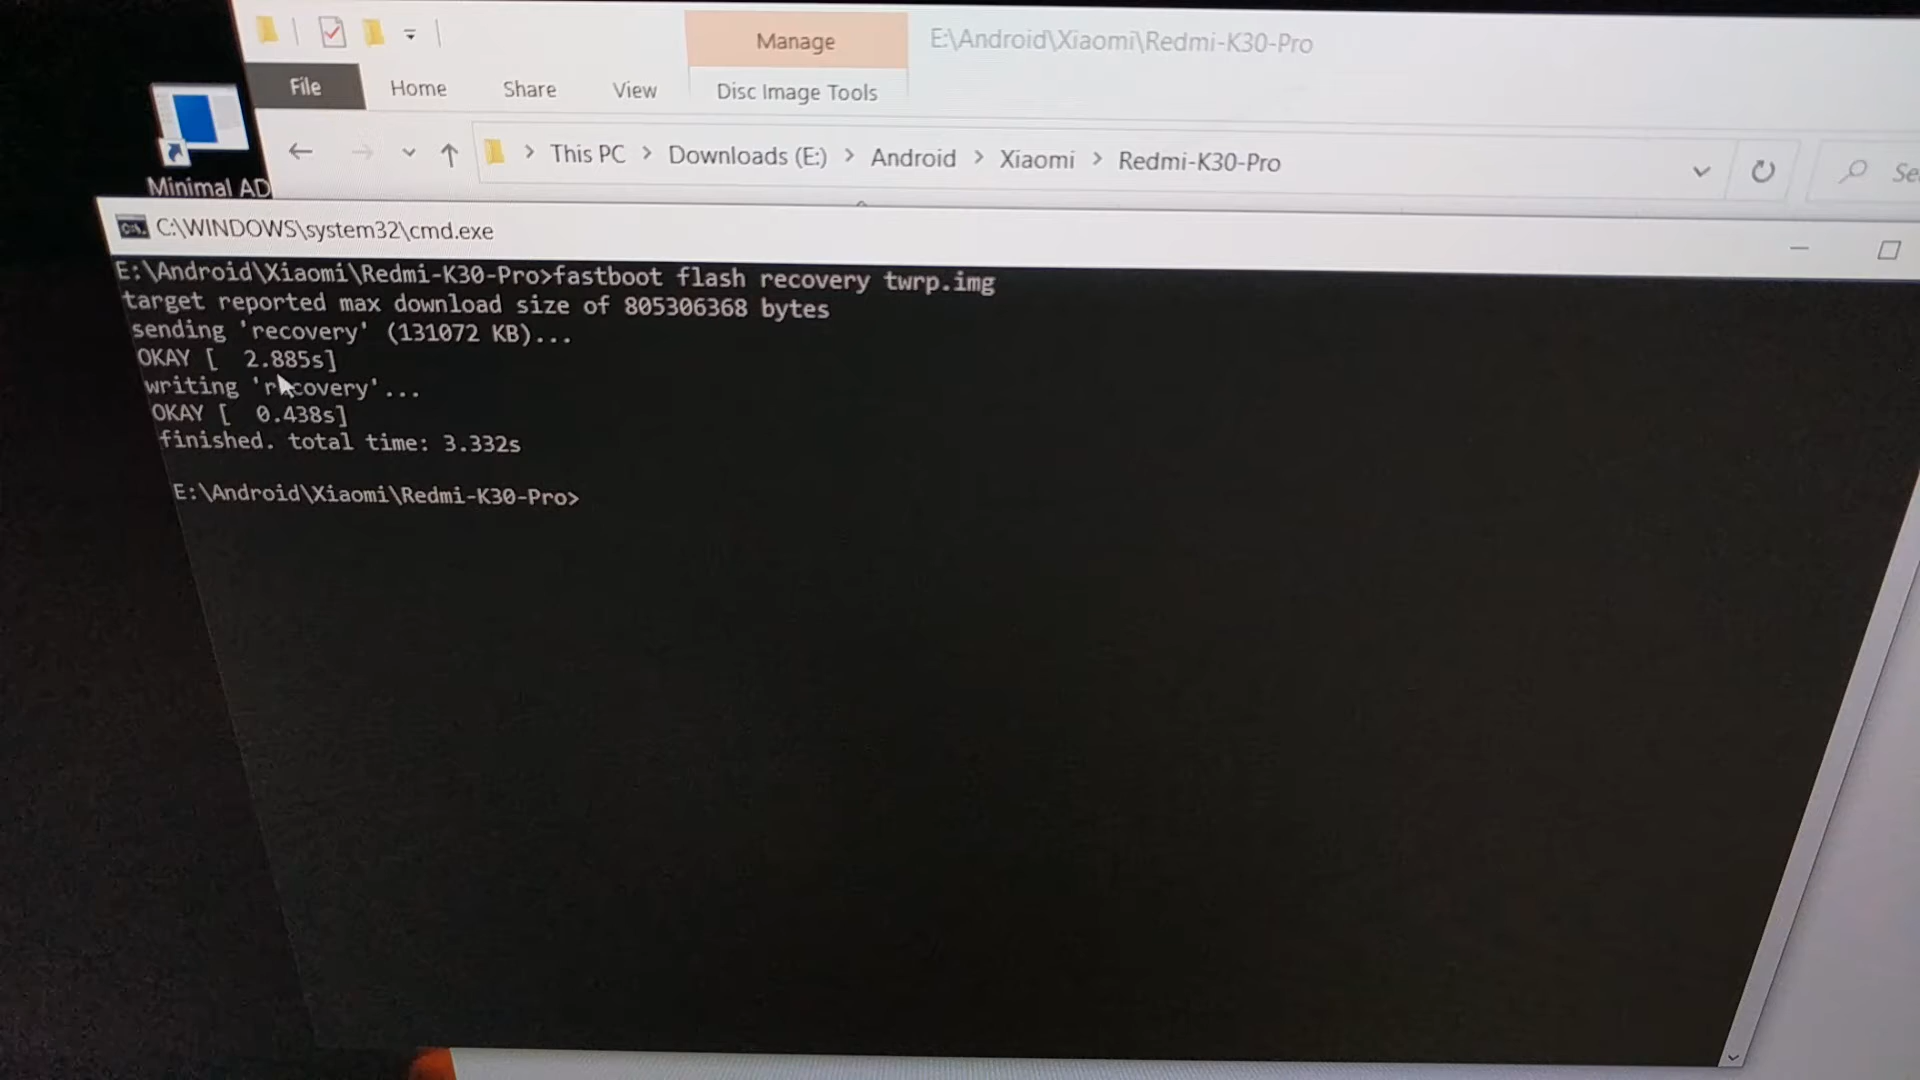 Manage
E:\Android\Xiaomi\Redmi-K30-Pro
File
Home
Share
View
Disc Image Tools
This PC > Downloads (E:) > Android > Xiaomi > Redmi-K30-Pro
Minimal AD
C:\WINDOWS\system32\cmd.exe
E:\Android\Xiaomi\Redmi-K30-Pro>fastboot flash recovery twrp.img
target reported max download size of 805306368 bytes
sending 'recovery' (131072 KB)...
OKAY [  2.885s]
writing 'recovery'...
OKAY [  0.438s]
finished. total time: 3.332s
E:\Android\Xiaomi\Redmi-K30-Pro>